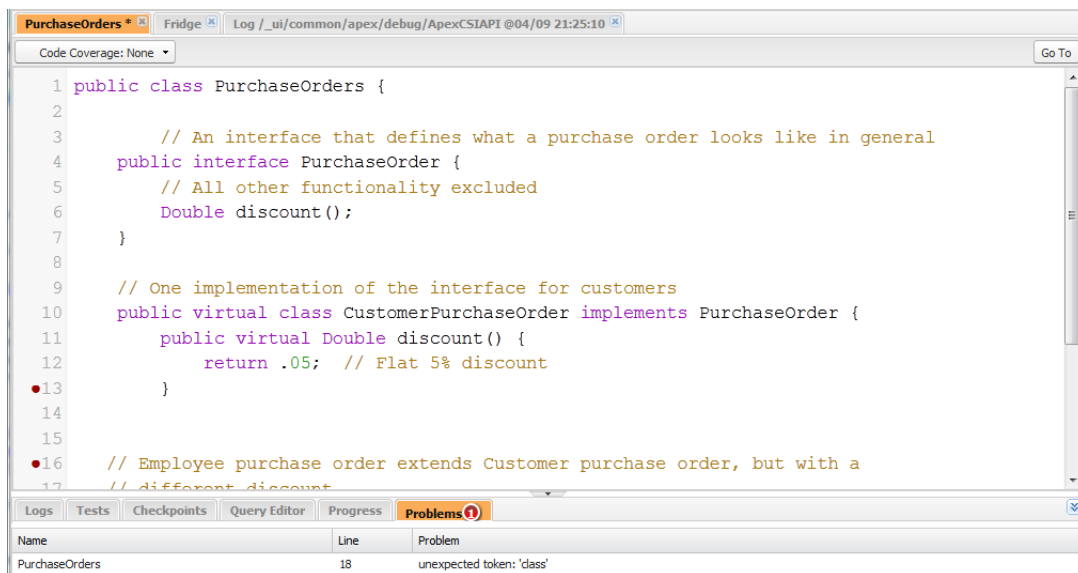 PurchaseOrders * Fridge Log /_ui/common/apex/debug/ApexCSIAPI @04/09 21:25:10
Code Coverage: None Go To
1 public class PurchaseOrders {
2
3 // An interface that defines what a purchase order looks like in general
4 public interface PurchaseOrder {
5 // All other functionality excluded
6 Double discount();
7 }
8
9 // One implementation of the interface for customers
10 public virtual class CustomerPurchaseOrder implements PurchaseOrder {
11 public virtual Double discount() {
12 return .05; // Flat 5% discount
13 }
14
15
16 // Employee purchase order extends Customer purchase order, but with a
17 // different discount
Logs Tests Checkpoints Query Editor Progress Problems 1
Name Line Problem
PurchaseOrders 18 unexpected token: 'class'